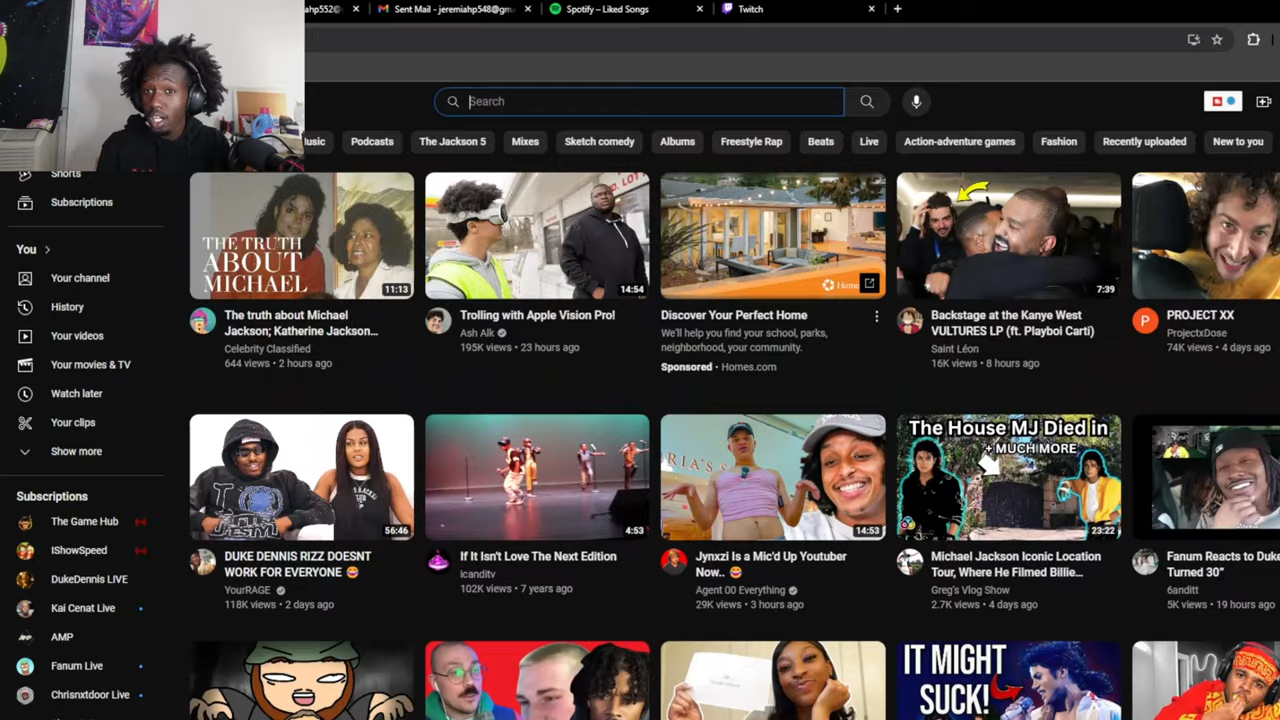 ahp552@
Sent Mail - jeremiahp548@gm
Spotify – Liked Songs
Twitch
Search
usic
Podcasts
The Jackson 5
Mixes
Sketch comedy
Albums
Freestyle Rap
Beats
Live
Action-adventure games
Fashion
Recently uploaded
New to you
Shorts
Subscriptions
You
Your channel
History
Your videos
Your movies & TV
Watch later
Your clips
Show more
Subscriptions
The Game Hub
IShowSpeed
DukeDennis LIVE
Kai Cenat Live
AMP
Fanum Live
Chrisnxtdoor Live
THE TRUTH
ABOUT
MICHAEL
11:13
The truth about Michael
Jackson; Katherine Jackson...
Celebrity Classified
644 views • 2 hours ago
LOT
14:54
Trolling with Apple Vision Pro!
Ash Alk
195K views • 23 hours ago
Home
Discover Your Perfect Home
We'll help you find your school, parks,
neighborhood, your community.
Sponsored • Homes.com
7:39
Backstage at the Kanye West
VULTURES LP (ft. Playboi Carti)
Saint Léon
16K views • 8 hours ago
P
PROJECT XX
ProjectxDose
74K views • 4 days ago
56:46
DUKE DENNIS RIZZ DOESNT
WORK FOR EVERYONE 😍
YourRAGE
118K views • 2 days ago
4:53
If It Isn't Love The Next Edition
icanditv
102K views • 7 years ago
RIA'S
14:53
Jynxzi Is a Mic'd Up Youtuber
Now.. 😂
Agent 00 Everything
29K views • 3 hours ago
The House MJ Died in
+ MUCH MORE
23:22
Michael Jackson Iconic Location
Tour, Where He Filmed Billie...
Greg's Vlog Show
2.7K views • 4 days ago
Fanum Reacts to Duke
Turned 30"
6anditt
5K views • 19 hours ago
IT MIGHT
SUCK!